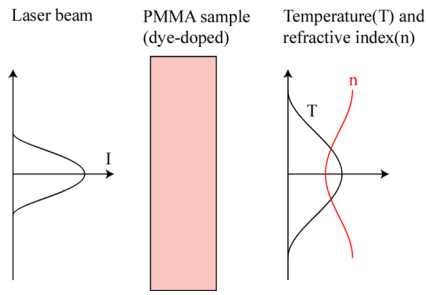 Laser beam
PMMA sample
(dye-doped)
Temperature(T) and
refractive index(n)
I
T
n